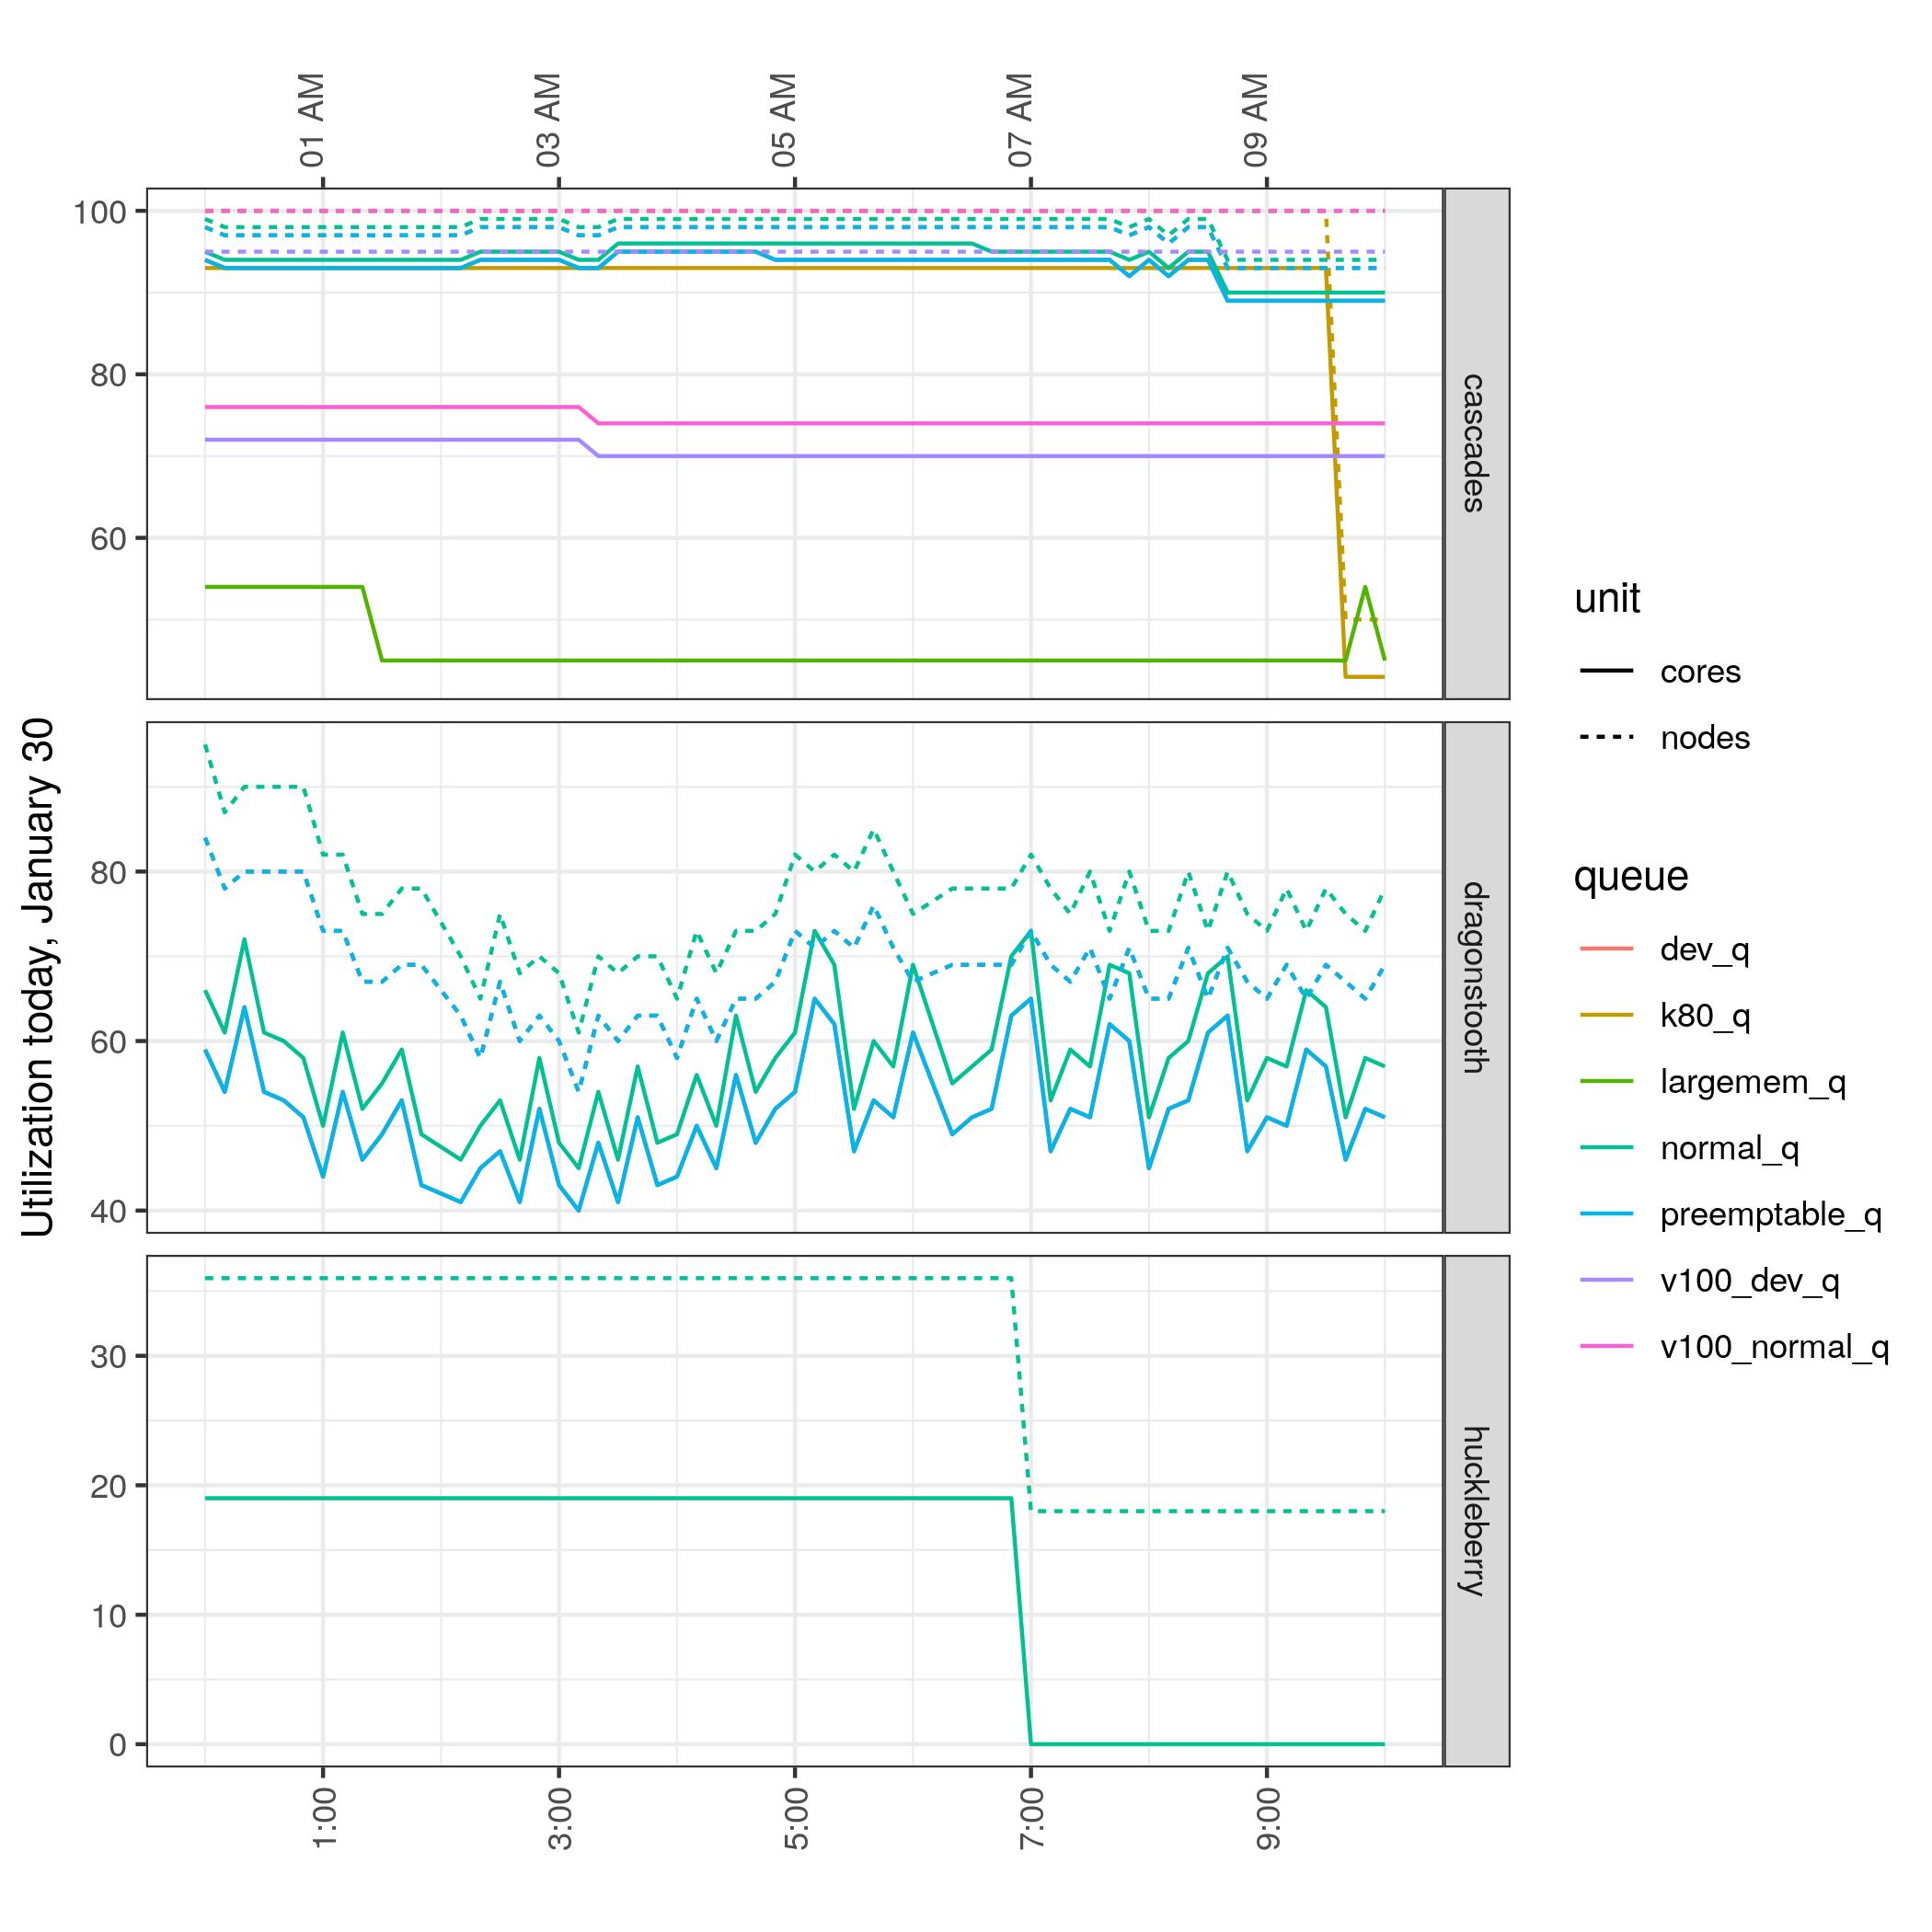 01 AM
03 AM
05 AM
07 AM
09 AM
100
80
60
cascades
Utilization today, January 30
80
60
40
dragonstooth
30
20
10
0
huckleberry
1:00
3:00
5:00
7:00
9:00
unit
cores
nodes
queue
dev_q
k80_q
largemem_q
normal_q
preemptable_q
v100_dev_q
v100_normal_q